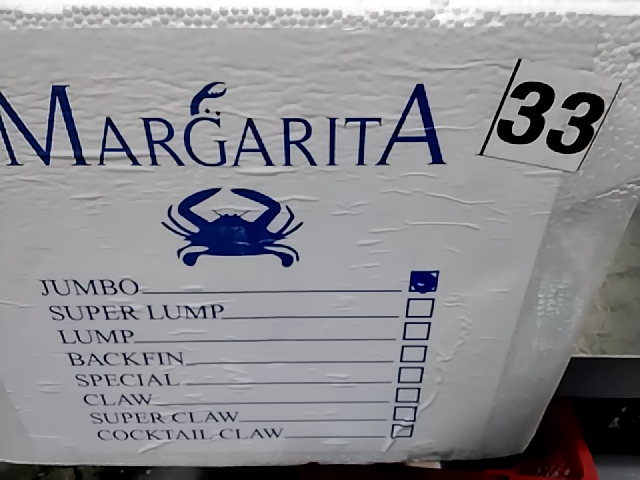 MARGARITA
33
JUMBO
SUPER LUMP
LUMP
BACKFIN
SPECIAL
CLAW
SUPER CLAW
COCKTAIL CLAW